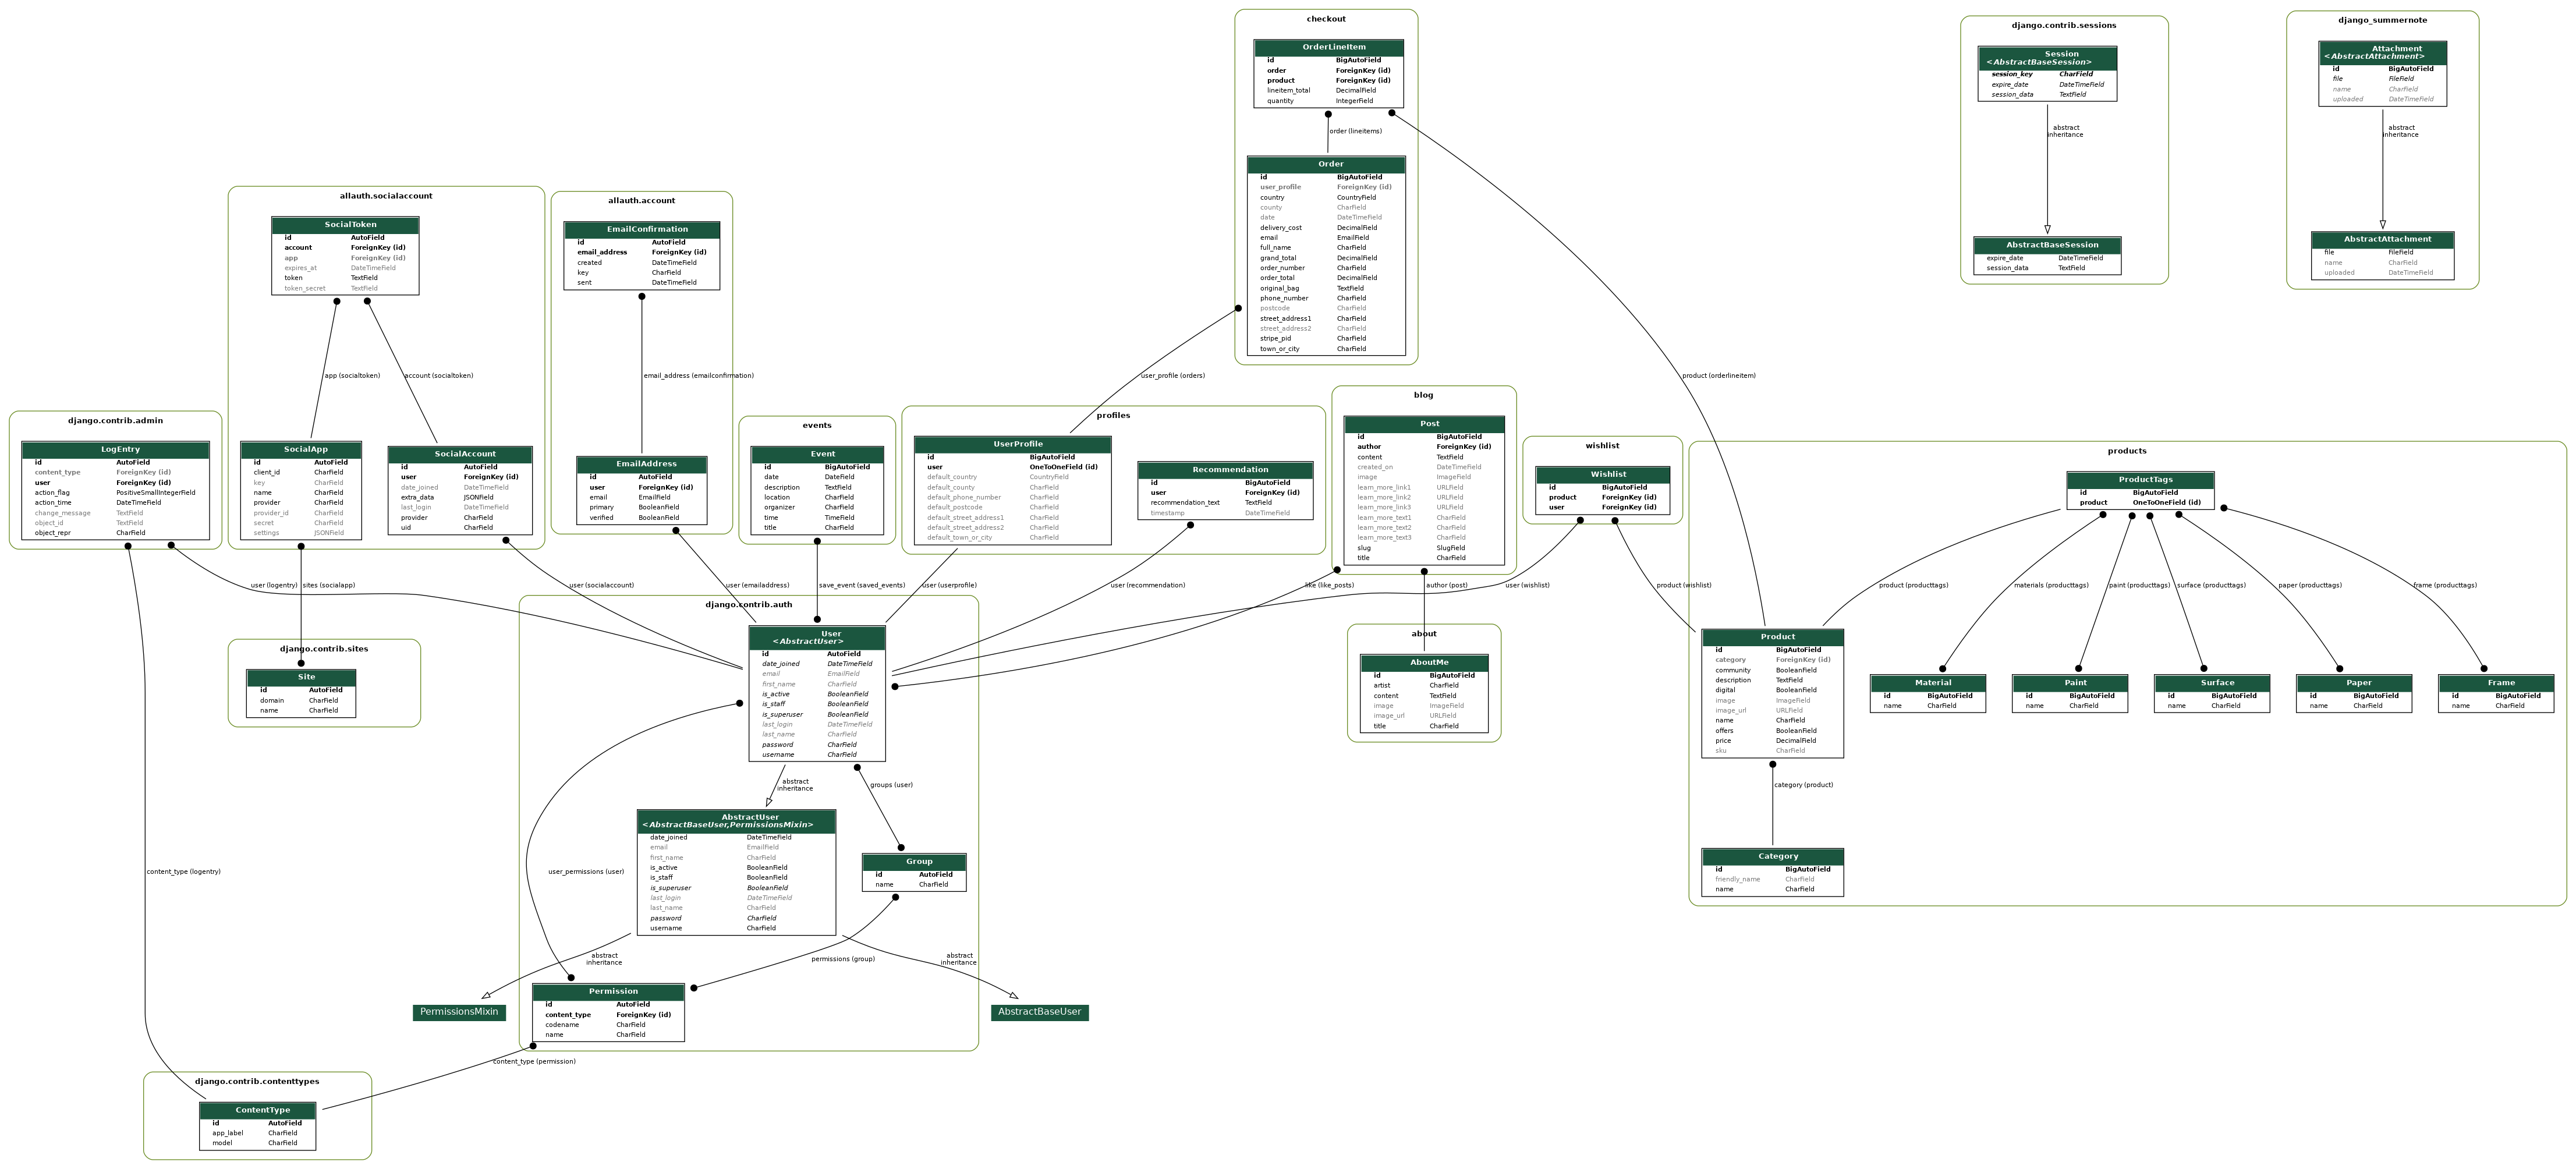 checkout
OrderLineItem
id BigAutoField
order ForeignKey (id)
product ForeignKey (id)
lineitem_total DecimalField
quantity IntegerField
order (lineitems)
Order
id BigAutoField
user_profile ForeignKey (id)
country CountryField
county CharField
date DateTimeField
delivery_cost DecimalField
email EmailField
full_name CharField
grand_total DecimalField
order_number CharField
order_total DecimalField
original_bag TextField
phone_number CharField
postcode CharField
street_address1 CharField
street_address2 CharField
stripe_pid CharField
town_or_city CharField
django.contrib.sessions
Session
<AbstractBaseSession>
session_key CharField
expire_date DateTimeField
session_data TextField
abstract
inheritance
AbstractBaseSession
expire_date DateTimeField
session_data TextField
django_summernote
Attachment
<AbstractAttachment>
id BigAutoField
file FileField
name CharField
uploaded DateTimeField
abstract
inheritance
AbstractAttachment
file FileField
name CharField
uploaded DateTimeField
allauth.socialaccount
SocialToken
id AutoField
account ForeignKey (id)
app ForeignKey (id)
expires_at DateTimeField
token TextField
token_secret TextField
app (socialtoken)
account (socialtoken)
SocialApp
id AutoField
client_id CharField
key CharField
name CharField
provider CharField
provider_id CharField
secret CharField
settings JSONField
SocialAccount
id AutoField
user ForeignKey (id)
date_joined DateTimeField
extra_data JSONField
last_login DateTimeField
provider CharField
uid CharField
allauth.account
EmailConfirmation
id AutoField
email_address ForeignKey (id)
created DateTimeField
key CharField
sent DateTimeField
email_address (emailconfirmation)
EmailAddress
id AutoField
user ForeignKey (id)
email EmailField
primary BooleanField
verified BooleanField
user_profile (orders)
product (orderlineitem)
django.contrib.admin
LogEntry
id AutoField
content_type ForeignKey (id)
user ForeignKey (id)
action_flag PositiveSmallIntegerField
action_time DateTimeField
change_message TextField
object_id TextField
object_repr CharField
events
Event
id BigAutoField
date DateField
description TextField
location CharField
organizer CharField
time TimeField
title CharField
profiles
UserProfile
id BigAutoField
user OneToOneField (id)
default_country CountryField
default_county CharField
default_phone_number CharField
default_postcode CharField
default_street_address1 CharField
default_street_address2 CharField
default_town_or_city CharField
Recommendation
id BigAutoField
user ForeignKey (id)
recommendation_text TextField
timestamp DateTimeField
blog
Post
id BigAutoField
author ForeignKey (id)
content TextField
created_on DateTimeField
image ImageField
learn_more_link1 URLField
learn_more_link2 URLField
learn_more_link3 URLField
learn_more_text1 CharField
learn_more_text2 CharField
learn_more_text3 CharField
slug SlugField
title CharField
wishlist
Wishlist
id BigAutoField
product ForeignKey (id)
user ForeignKey (id)
products
ProductTags
id BigAutoField
product OneToOneField (id)
user (logentry)
sites (socialapp)
user (socialaccount)
user (emailaddress)
save_event (saved_events)
user (userprofile)
user (recommendation)
like (like_posts)
author (post)
user (wishlist)
product (wishlist)
product (producttags)
materials (producttags)
paint (producttags)
surface (producttags)
paper (producttags)
frame (producttags)
django.contrib.sites
Site
id AutoField
domain CharField
name CharField
django.contrib.auth
User
<AbstractUser>
id AutoField
date_joined DateTimeField
email EmailField
first_name CharField
is_active BooleanField
is_staff BooleanField
is_superuser BooleanField
last_login DateTimeField
last_name CharField
password CharField
username CharField
about
AboutMe
id BigAutoField
artist CharField
content TextField
image ImageField
image_url URLField
title CharField
Product
id BigAutoField
category ForeignKey (id)
community BooleanField
description TextField
digital BooleanField
image ImageField
image_url URLField
name CharField
offers BooleanField
price DecimalField
sku CharField
Material
id BigAutoField
name CharField
Paint
id BigAutoField
name CharField
Surface
id BigAutoField
name CharField
Paper
id BigAutoField
name CharField
Frame
id BigAutoField
name CharField
abstract
inheritance
groups (user)
category (product)
AbstractUser
<AbstractBaseUser,PermissionsMixin>
date_joined DateTimeField
email EmailField
first_name CharField
is_active BooleanField
is_staff BooleanField
is_superuser BooleanField
last_login DateTimeField
last_name CharField
password CharField
username CharField
Group
id AutoField
name CharField
Category
id BigAutoField
friendly_name CharField
name CharField
content_type (logentry)
user_permissions (user)
abstract
inheritance
permissions (group)
abstract
inheritance
PermissionsMixin
Permission
id AutoField
content_type ForeignKey (id)
codename CharField
name CharField
AbstractBaseUser
content_type (permission)
django.contrib.contenttypes
ContentType
id AutoField
app_label CharField
model CharField